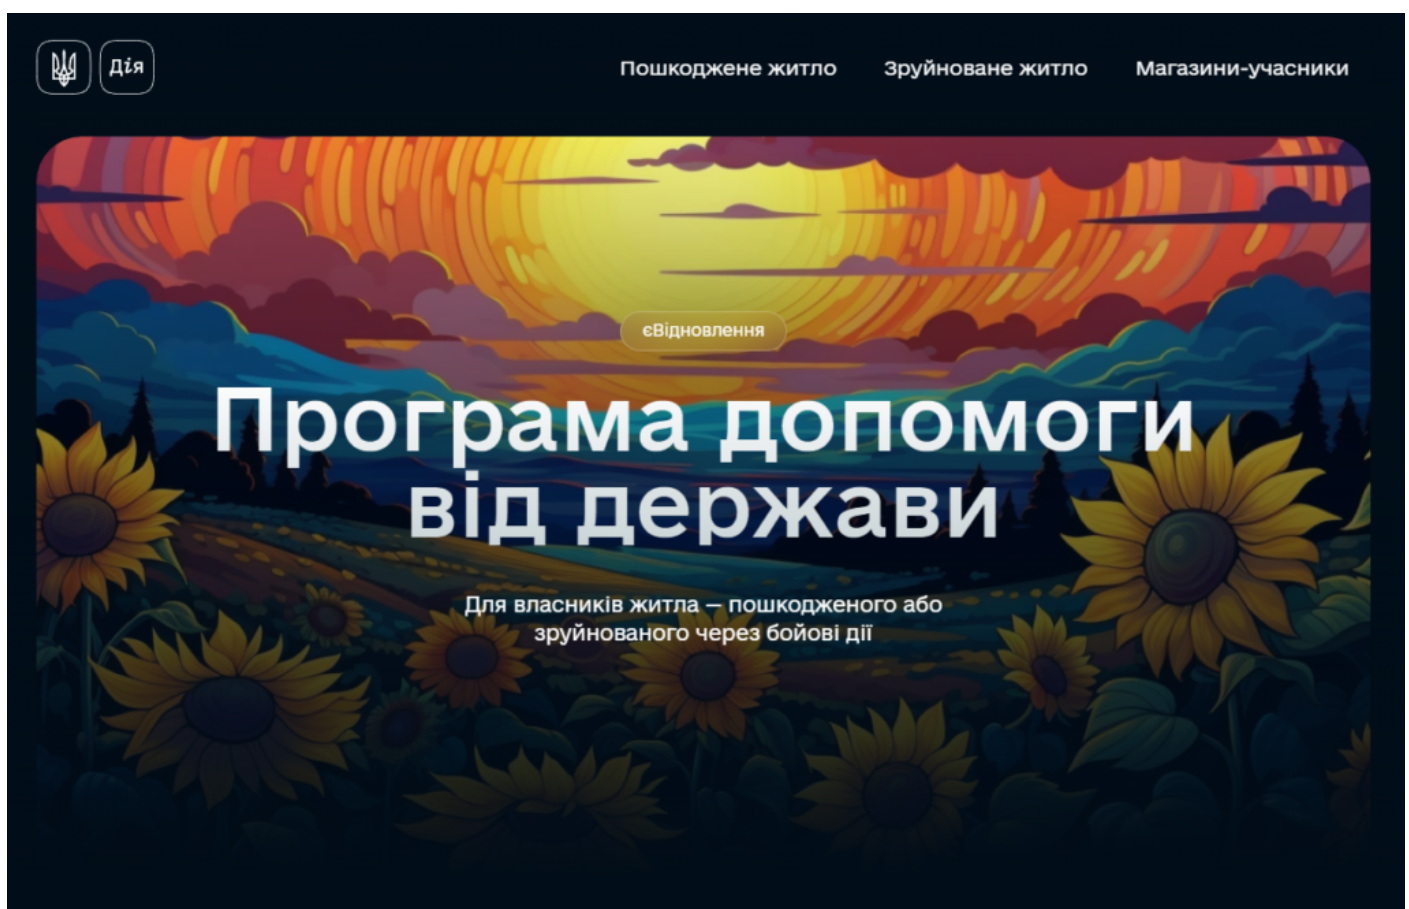 Дія
Пошкоджене житло
Зруйноване житло
Магазини-учасники
єВідновлення
Програма допомоги
від держави
Для власників житла — пошкодженого або
зруйнованого через бойові дії